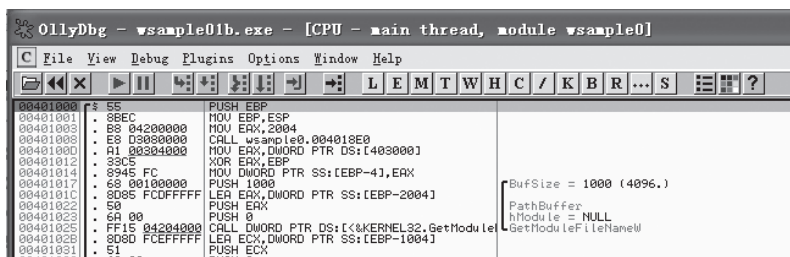 OllyDbg - wsample01b.exe - [CPU - main thread, module wsample0]
C File View Debug Plugins Options Window Help
L E M T W H C / K B R ... S ?
00401000 $ 55 PUSH EBP
00401001 . 8BEC MOV EBP,ESP
00401003 . B8 04200000 MOV EAX,2004
00401008 . E8 D3080000 CALL wsample0.004018E0
0040100D . A1 00304000 MOV EAX,DWORD PTR DS:[403000]
00401012 . 33C5 XOR EAX,EBP
00401014 . 8945 FC MOV DWORD PTR SS:[EBP-4],EAX
00401017 . 68 00100000 PUSH 1000 BufSize = 1000 (4096.)
0040101C . 8D85 FCDFFFFF LEA EAX,DWORD PTR SS:[EBP-2004]
00401022 . 50 PUSH EAX PathBuffer
00401023 . 6A 00 PUSH 0 hModule = NULL
00401025 . FF15 04204000 CALL DWORD PTR DS:[<&KERNEL32.GetModuleF GetModuleFileNameW
0040102B . 8D8D FCEFFFFF LEA ECX,DWORD PTR SS:[EBP-1004]
00401031 . 51 PUSH ECX